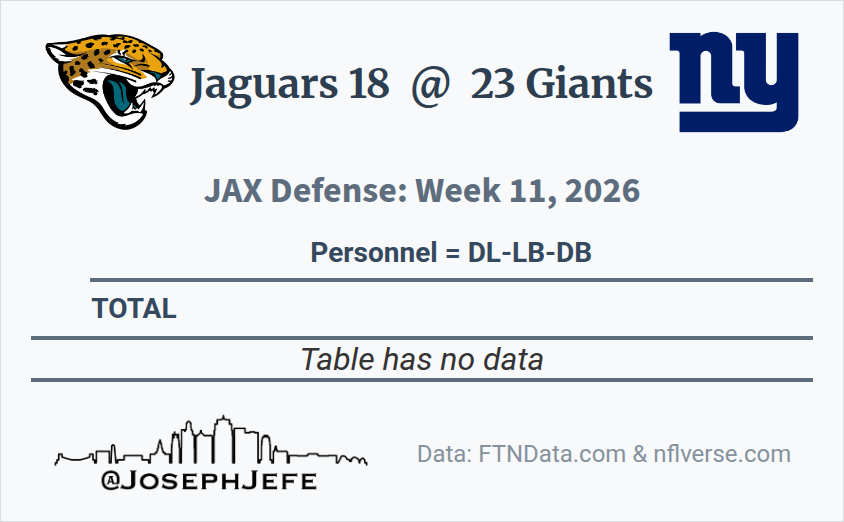 Jaguars 18 @ 23 Giants
ny
JAX Defense: Week 11, 2026
Personnel = DL-LB-DB
TOTAL
Table has no data
@JosephJefe
Data: FTNData.com & nflverse.com